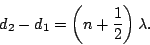 d₂ - d₁ = (n + 1/2) λ.